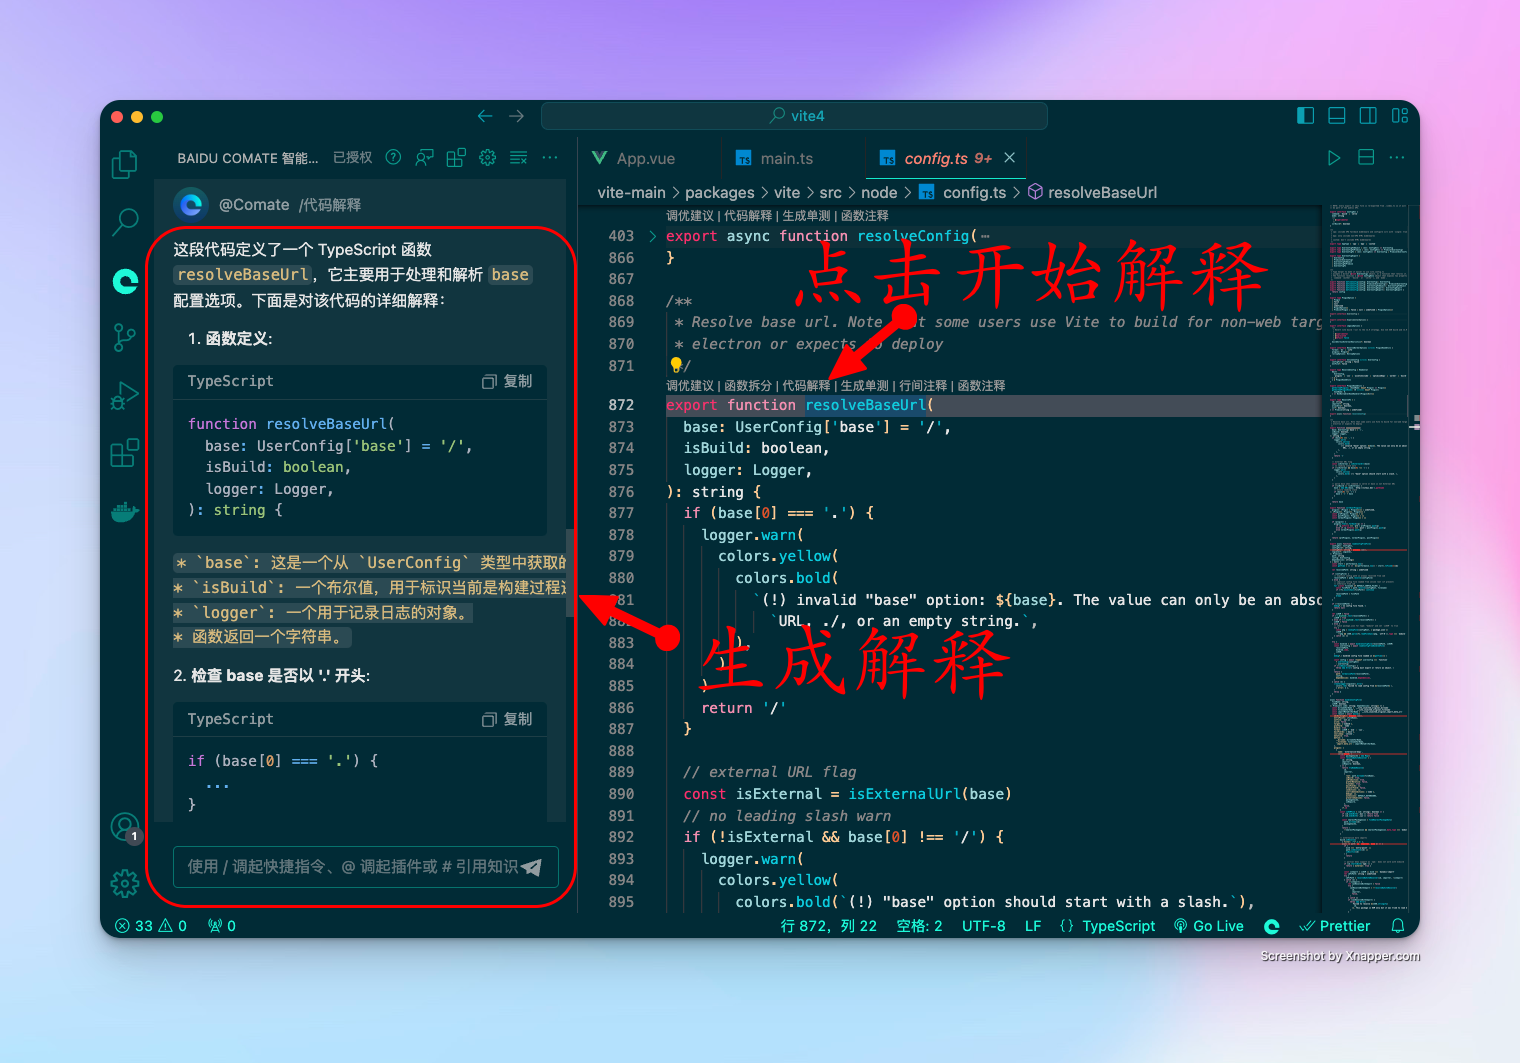 vite4
BAIDU COMATE 智能... 已授权
@Comate /代码解释
这段代码定义了一个 TypeScript 函数
resolveBaseUrl，它主要用于处理和解析 base
配置选项。下面是对该代码的详细解释：
1. 函数定义:
TypeScript 复制
function resolveBaseUrl(
base: UserConfig['base'] = '/',
isBuild: boolean,
logger: Logger,
): string {
* `base`: 这是一个从 `UserConfig` 类型中获取的
* `isBuild`: 一个布尔值，用于标识当前是构建过程
* `logger`: 一个用于记录日志的对象。
* 函数返回一个字符串。
2. 检查 base 是否以 '.' 开头:
TypeScript 复制
if (base[0] === '.') {
...
}
使用 / 调起快捷指令、@ 调起插件或 # 引用知识
1
App.vue
TS main.ts
TS config.ts 9+
vite-main > packages > vite > src > node > TS config.ts > resolveBaseUrl
调优建议 | 代码解释 | 生成单测 | 函数注释
403 export async function resolveConfig(…
866 }
867
868 /**
869 * Resolve base url. Note some users use Vite to build for non-web targ
870 * electron or expects to deploy
871 */
调优建议 | 函数拆分 | 代码解释 | 生成单测 | 行间注释 | 函数注释
872 export function resolveBaseUrl(
873 base: UserConfig['base'] = '/',
874 isBuild: boolean,
875 logger: Logger,
876 ): string {
877 if (base[0] === '.') {
878 logger.warn(
879 colors.yellow(
880 colors.bold(
881 `(!) invalid "base" option: ${base}. The value can only be an abso
882 `URL, ./, or an empty string.`,
883 ),
884 )
885 )
886 return '/'
887 }
888
889 // external URL flag
890 const isExternal = isExternalUrl(base)
891 // no leading slash warn
892 if (!isExternal && base[0] !== '/') {
893 logger.warn(
894 colors.yellow(
895 colors.bold(`(!) "base" option should start with a slash.`),
点击开始解释
生成解释
33 0 0
行 872，列 22 空格: 2 UTF-8 LF {} TypeScript Go Live Prettier
Screenshot by Xnapper.com